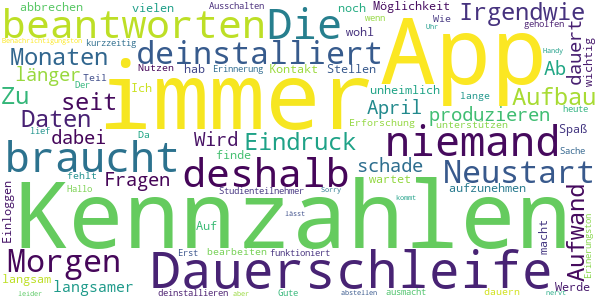 abbrechen
vielen
Ausschalten
Möglichkeit
Wie
wenn
Handy
Uhr
geholfen
beantworten
Die
App
noch
Irgendwie
kurzzeitig
wohl
deinstalliert
Monaten
Teil
Nutzen
hab
Erinnerung
Kontakt
Stellen
Ab
dauert
wichtig
länger
Der
Ich
immer
unheimlich
lange
Aufbau
Zu
seit
April
produzieren
Daten
dabei
Wird
Eindruck
Erforschung
unterstützen
heute
Spaß
lief
Da
niemand
Sache
braucht
deshalb
finde
schade
Neustart
fehlt
Fragen
Studienteilnehmer
wartet
aufzunehmen
Hallo
Auf
Sorry
kommt
Einloggen
Kennzahlen
Aufwand
Erinnerungston
Morgen
Erst
bearbeiten
funktioniert
lässt
macht
langsam
langsamer
Dauerschleife
Werde
leider
deinstallieren
aber
Gute
abstellen
ausmacht
dauern
nervt